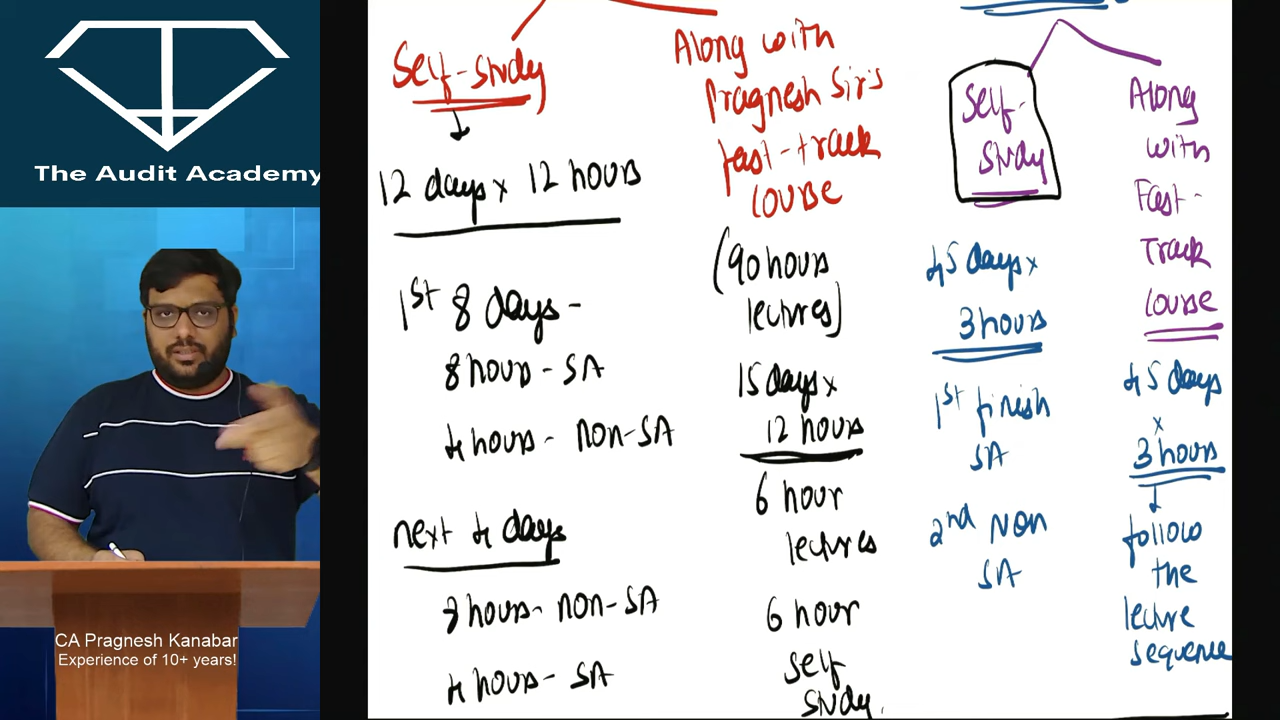 The Audit Academy
CA Pragnesh Kanabar
Experience of 10+ years!
Self-study
12 days x 12 hours
1st 8 days -
8 hour - SA
4 hours - non-SA
next 4 days
8 hours - non-SA
4 hours - SA
Along with
Pragnesh Sir's
fast-track
course
(90 hours
lectures)
15 days x
12 hours
6 hour
lectures
6 hour
self
study.
Self-
study
45 days x
3 hours
1st finish
SA
2nd Non
SA
Along
with
Fast-
Track
course
45 days
x
3 hours
follow
the
lecture
sequence